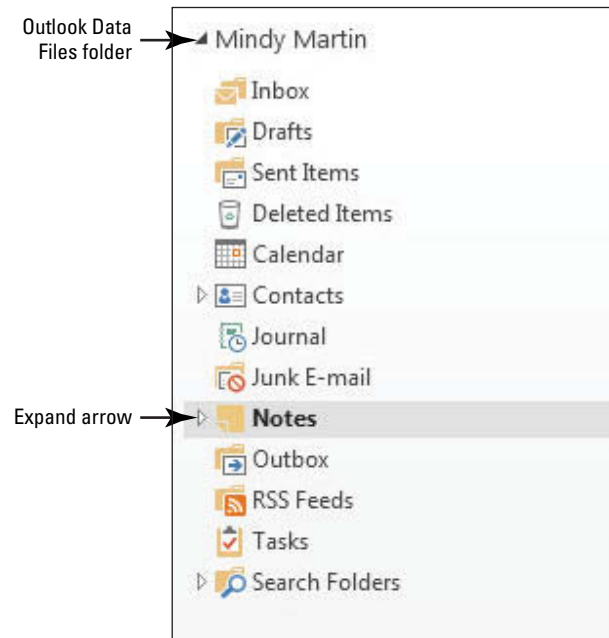 Outlook Data
Files folder
Mindy Martin
Inbox
Drafts
Sent Items
Deleted Items
Calendar
Contacts
Journal
Junk E-mail
Expand arrow
Notes
Outbox
RSS Feeds
Tasks
Search Folders